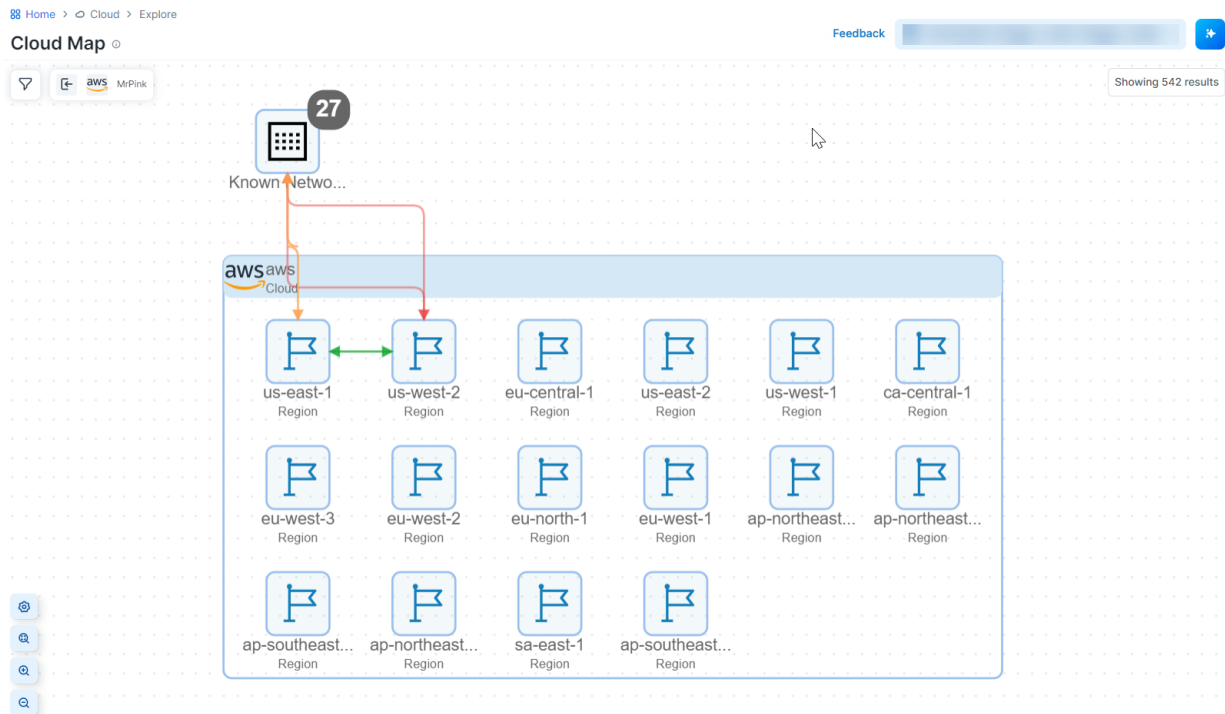 Home > Cloud > Explore
Cloud Map
Feedback
aws MrPink
Showing 542 results
27
Known Netwo...
aws aws
Cloud
us-east-1 us-west-2 eu-central-1 us-east-2 us-west-1 ca-central-1
Region Region Region Region Region Region
eu-west-3 eu-west-2 eu-north-1 eu-west-1 ap-northeast... ap-northeast...
Region Region Region Region Region Region
ap-southeast... ap-northeast... sa-east-1 ap-southeast...
Region Region Region Region